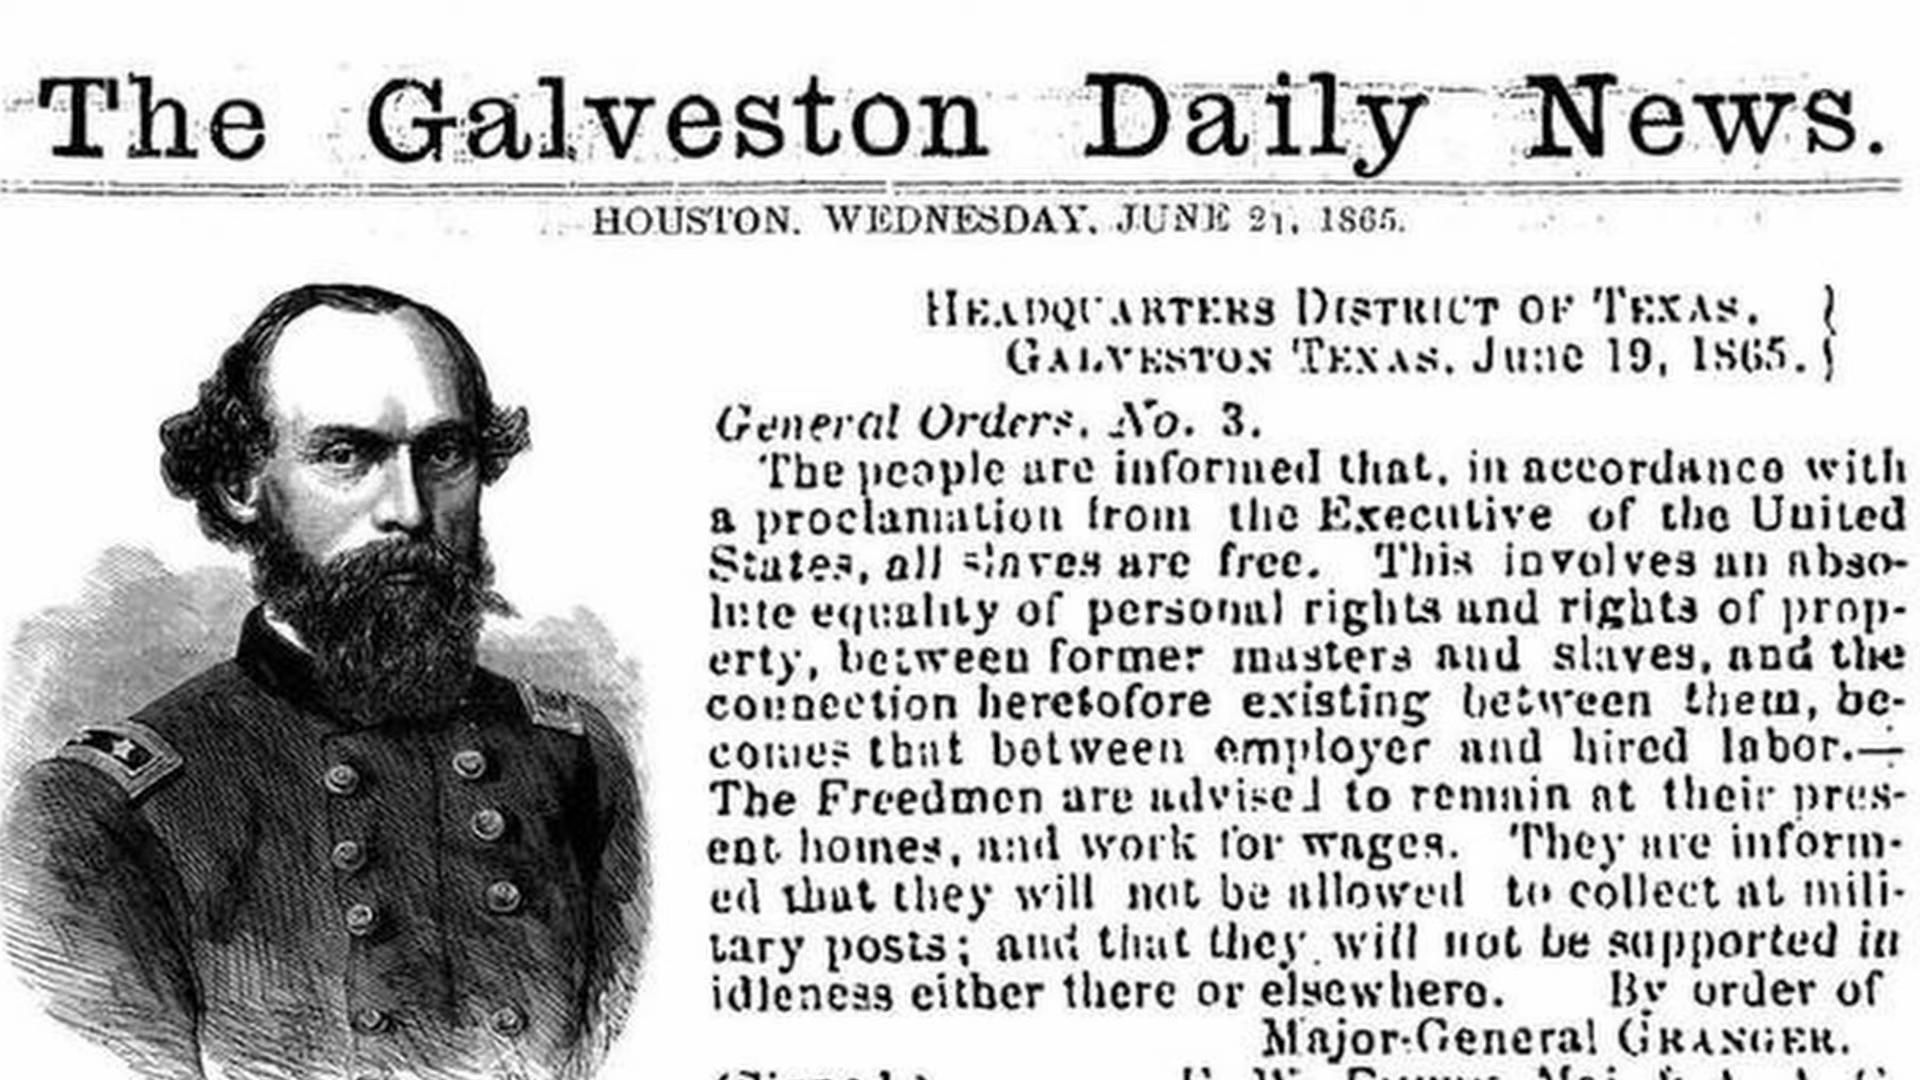 The Galveston Daily News.
HOUSTON, WEDNESDAY, JUNE 21, 1865.
HEADQUARTERS DISTRICT OF TEXAS, }
GALVESTON TEXAS, June 19, 1865. }
General Orders, No. 3.
The people are informed that, in accordance with
a proclamation from the Executive of the United
States, all slaves are free. This involves an abso-
lute equality of personal rights and rights of prop-
erty, between former masters and slaves, and the
connection heretofore existing between them, be-
comes that between employer and hired labor.—
The Freedmen are advised to remain at their pres-
ent homes, and work for wages. They are inform-
ed that they will not be allowed to collect at mili-
tary posts; and that they will not be supported in
idleness either there or elsewhere. By order of
Major-General GRANGER.